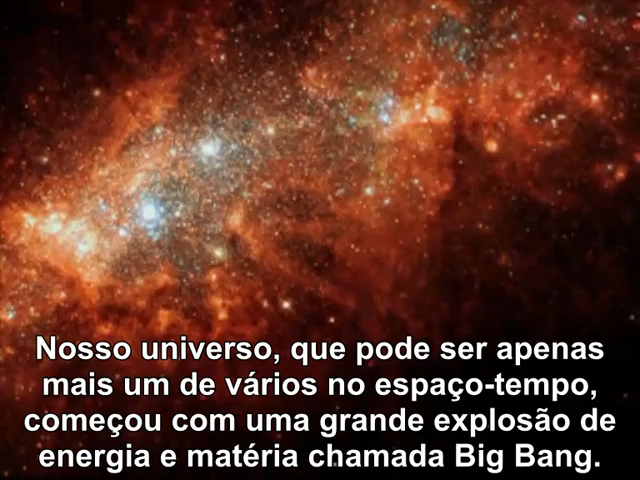 Nosso universo, que pode ser apenas
mais um de vários no espaço-tempo,
começou com uma grande explosão de
energia e matéria chamada Big Bang.